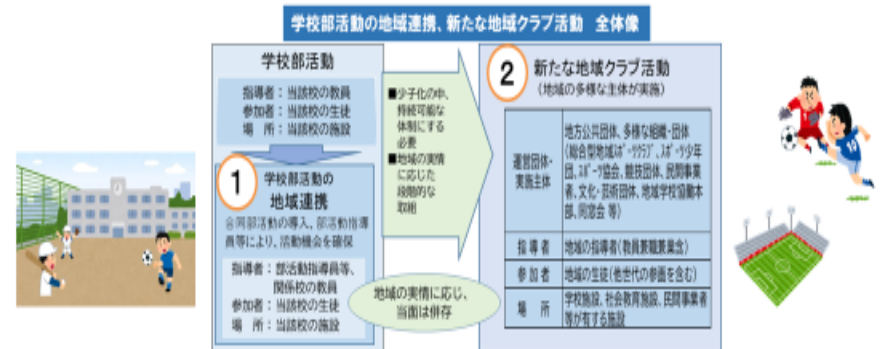 学校部活動の地域連携、新たな地域クラブ活動 全体像
学校部活動
指導者：当該校の教員
参加者：当該校の生徒
場　所：当該校の施設
1
学校部活動の
地域連携
合同部活動の導入、部活動指導
員等により、活動機会を確保
指導者：部活動指導員等、
関係校の教員
参加者：当該校の生徒
場　所：当該校の施設
■少子化の中、
持続可能な
体制にする
必要
■地域の実情
に応じた
段階的な
取組
地域の実情に応じ、
当面は併存
2
新たな地域クラブ活動
（地域の多様な主体が実施）
運営団体・
実施主体
地方公共団体、多様な組織・団体
（総合型地域ｽﾎﾟｰﾂｸﾗﾌﾞ、ｽﾎﾟｰﾂ少年
団、ｽﾎﾟｰﾂ協会、競技団体、民間事業
者、文化・芸術団体、地域学校協働本
部、同窓会 等）
指導者
地域の指導者（教員兼職兼業含）
参加者
地域の生徒（他世代の参画を含む）
場　所
学校施設、社会教育施設、民間事業者
等が有する施設